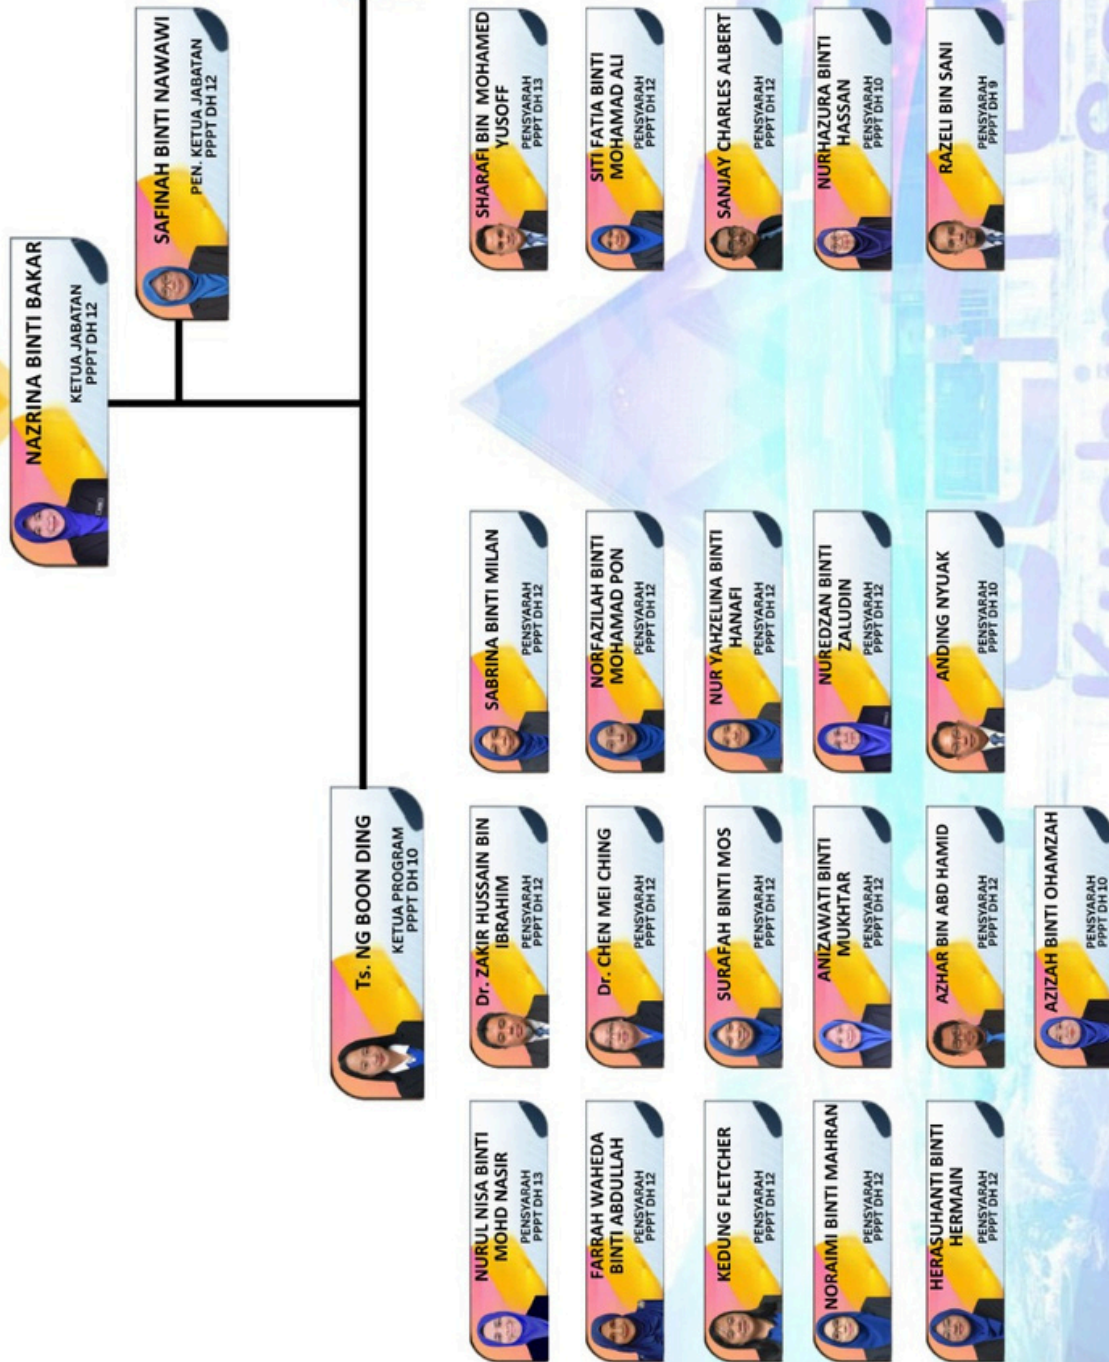 NAZRINA BINTI BAKAR
KETUA JABATAN
PPPT DH 12
SAFINAH BINTI NAWAWI
PEN. KETUA JABATAN
PPPT DH 12
Ts. NG BOON DING
KETUA PROGRAM
PPPT DH 10
NURUL NISA BINTI
MOHD NASIR
PENSYARAH
PPPT DH 13
Dr. ZAKIR HUSSAIN BIN
IBRAHIM
PENSYARAH
PPPT DH 12
SABRINA BINTI MILAN
PENSYARAH
PPPT DH 12
SHARAFI BIN MOHAMED
YUSOFF
PENSYARAH
PPPT DH 13
FARRAH WAHEDA
BINTI ABDULLAH
PENSYARAH
PPPT DH 12
Dr. CHEN MEI CHING
PENSYARAH
PPPT DH 12
NORFAZILAH BINTI
MOHAMAD PON
PENSYARAH
PPPT DH 12
SITI FATIA BINTI
MOHAMAD ALI
PENSYARAH
PPPT DH 12
KEDUNG FLETCHER
PENSYARAH
PPPT DH 12
SURAFAH BINTI MOS
PENSYARAH
PPPT DH 12
NUR YAHZELINA BINTI
HANAFI
PENSYARAH
PPPT DH 12
SANJAY CHARLES ALBERT
PENSYARAH
PPPT DH 12
NORAIMI BINTI MAHRAN
PENSYARAH
PPPT DH 12
ANIZAWATI BINTI
MUKHTAR
PENSYARAH
PPPT DH 12
NUREDZAN BINTI
ZALUDIN
PENSYARAH
PPPT DH 12
NURHAZURA BINTI
HASSAN
PENSYARAH
PPPT DH 10
HERASUHANTI BINTI
HERMAIN
PENSYARAH
PPPT DH 12
AZHAR BIN ABD HAMID
PENSYARAH
PPPT DH 12
ANDING NYUAK
PENSYARAH
PPPT DH 10
RAZELI BIN SANI
PENSYARAH
PPPT DH 9
AZIZAH BINTI OHAMZAH
PENSYARAH
PPPT DH 10